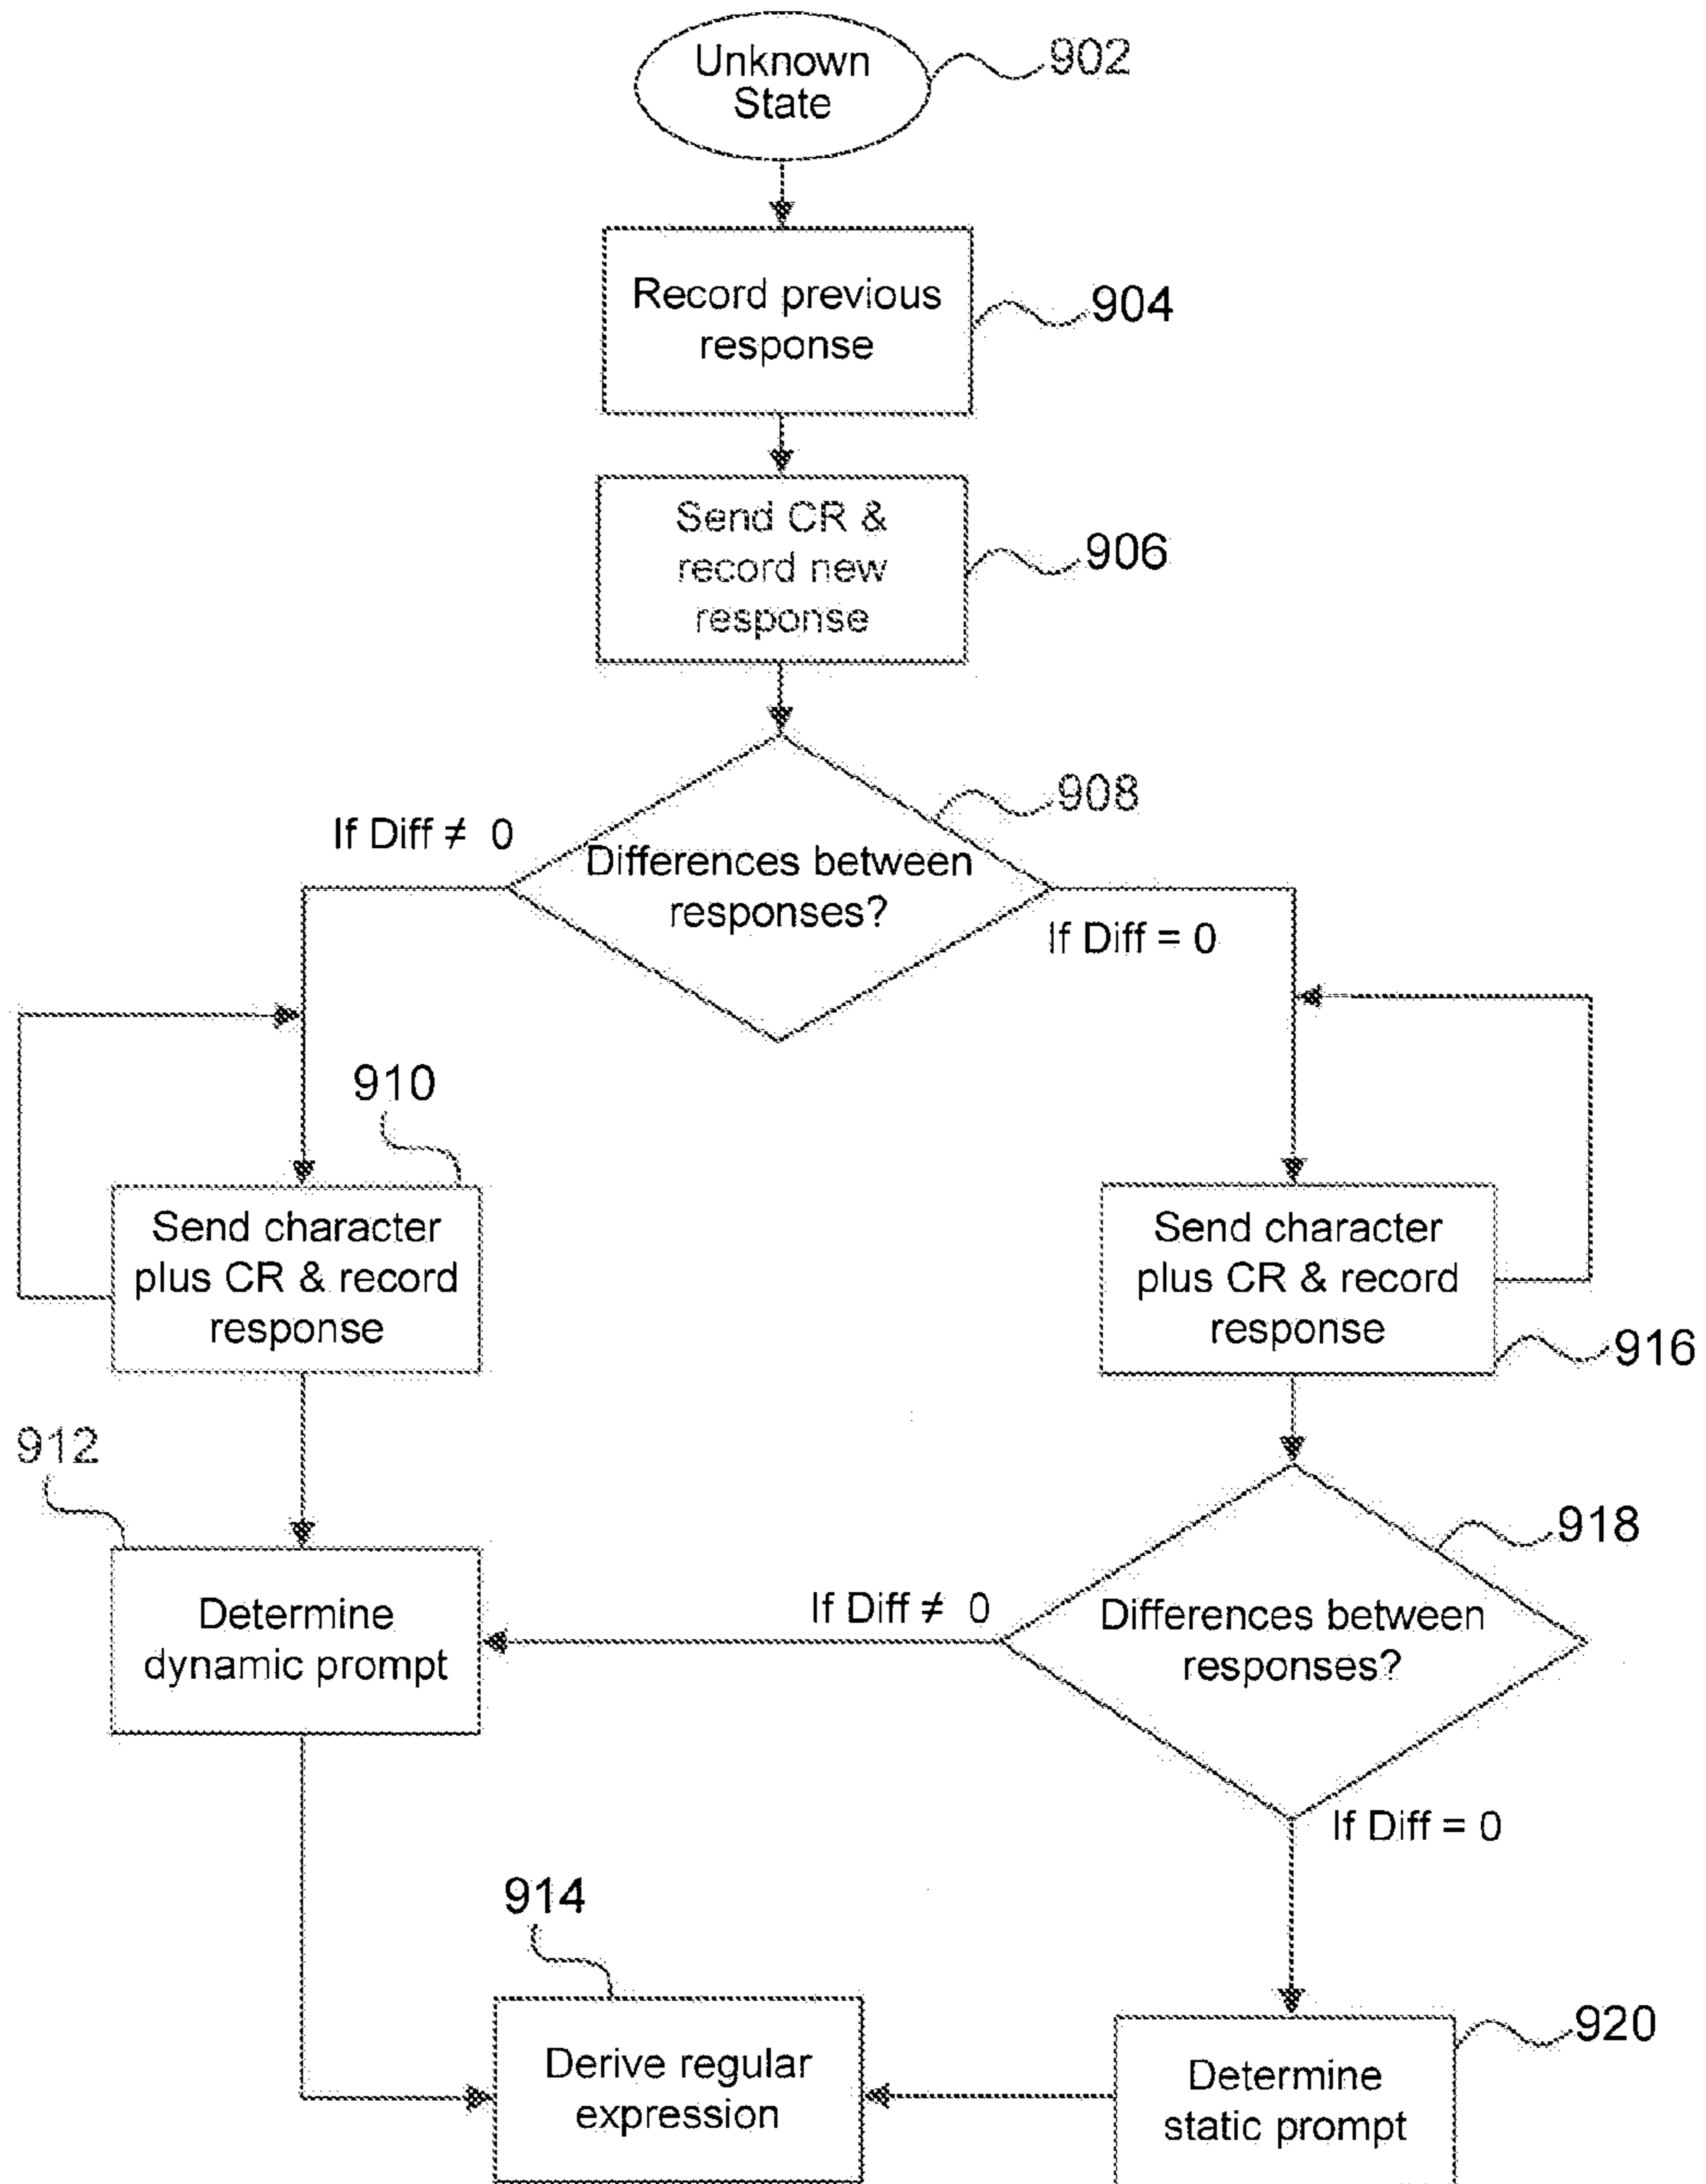 Unknown
State
902
Record previous
response
904
Send CR &
record new
response
906
908
If Diff ≠ 0
Differences between
responses?
If Diff = 0
910
Send character
plus CR & record
response
Send character
plus CR & record
response
916
912
918
Determine
dynamic prompt
If Diff ≠ 0
Differences between
responses?
If Diff = 0
914
Derive regular
expression
920
Determine
static prompt